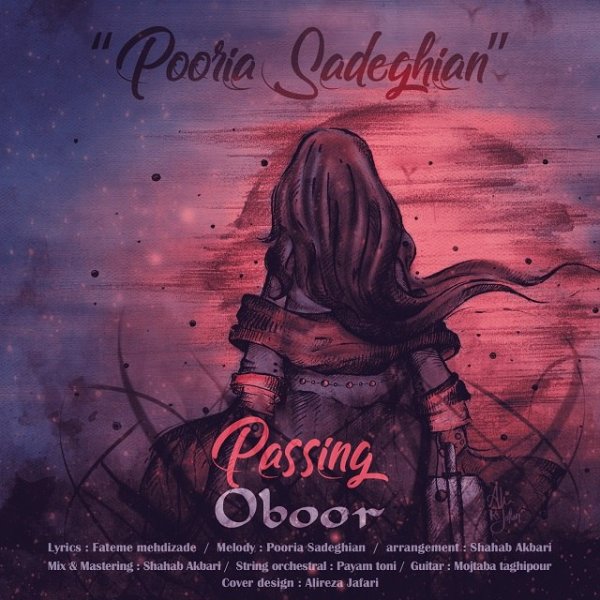 "Pooria Sadeghian"
Passing
Oboor
Lyrics : Fateme mehdizade / Melody : Pooria Sadeghian / arrangement : Shahab Akbari
Mix & Mastering : Shahab Akbari / String orchestral : Payam toni / Guitar : Mojtaba taghipour
Cover design : Alireza Jafari